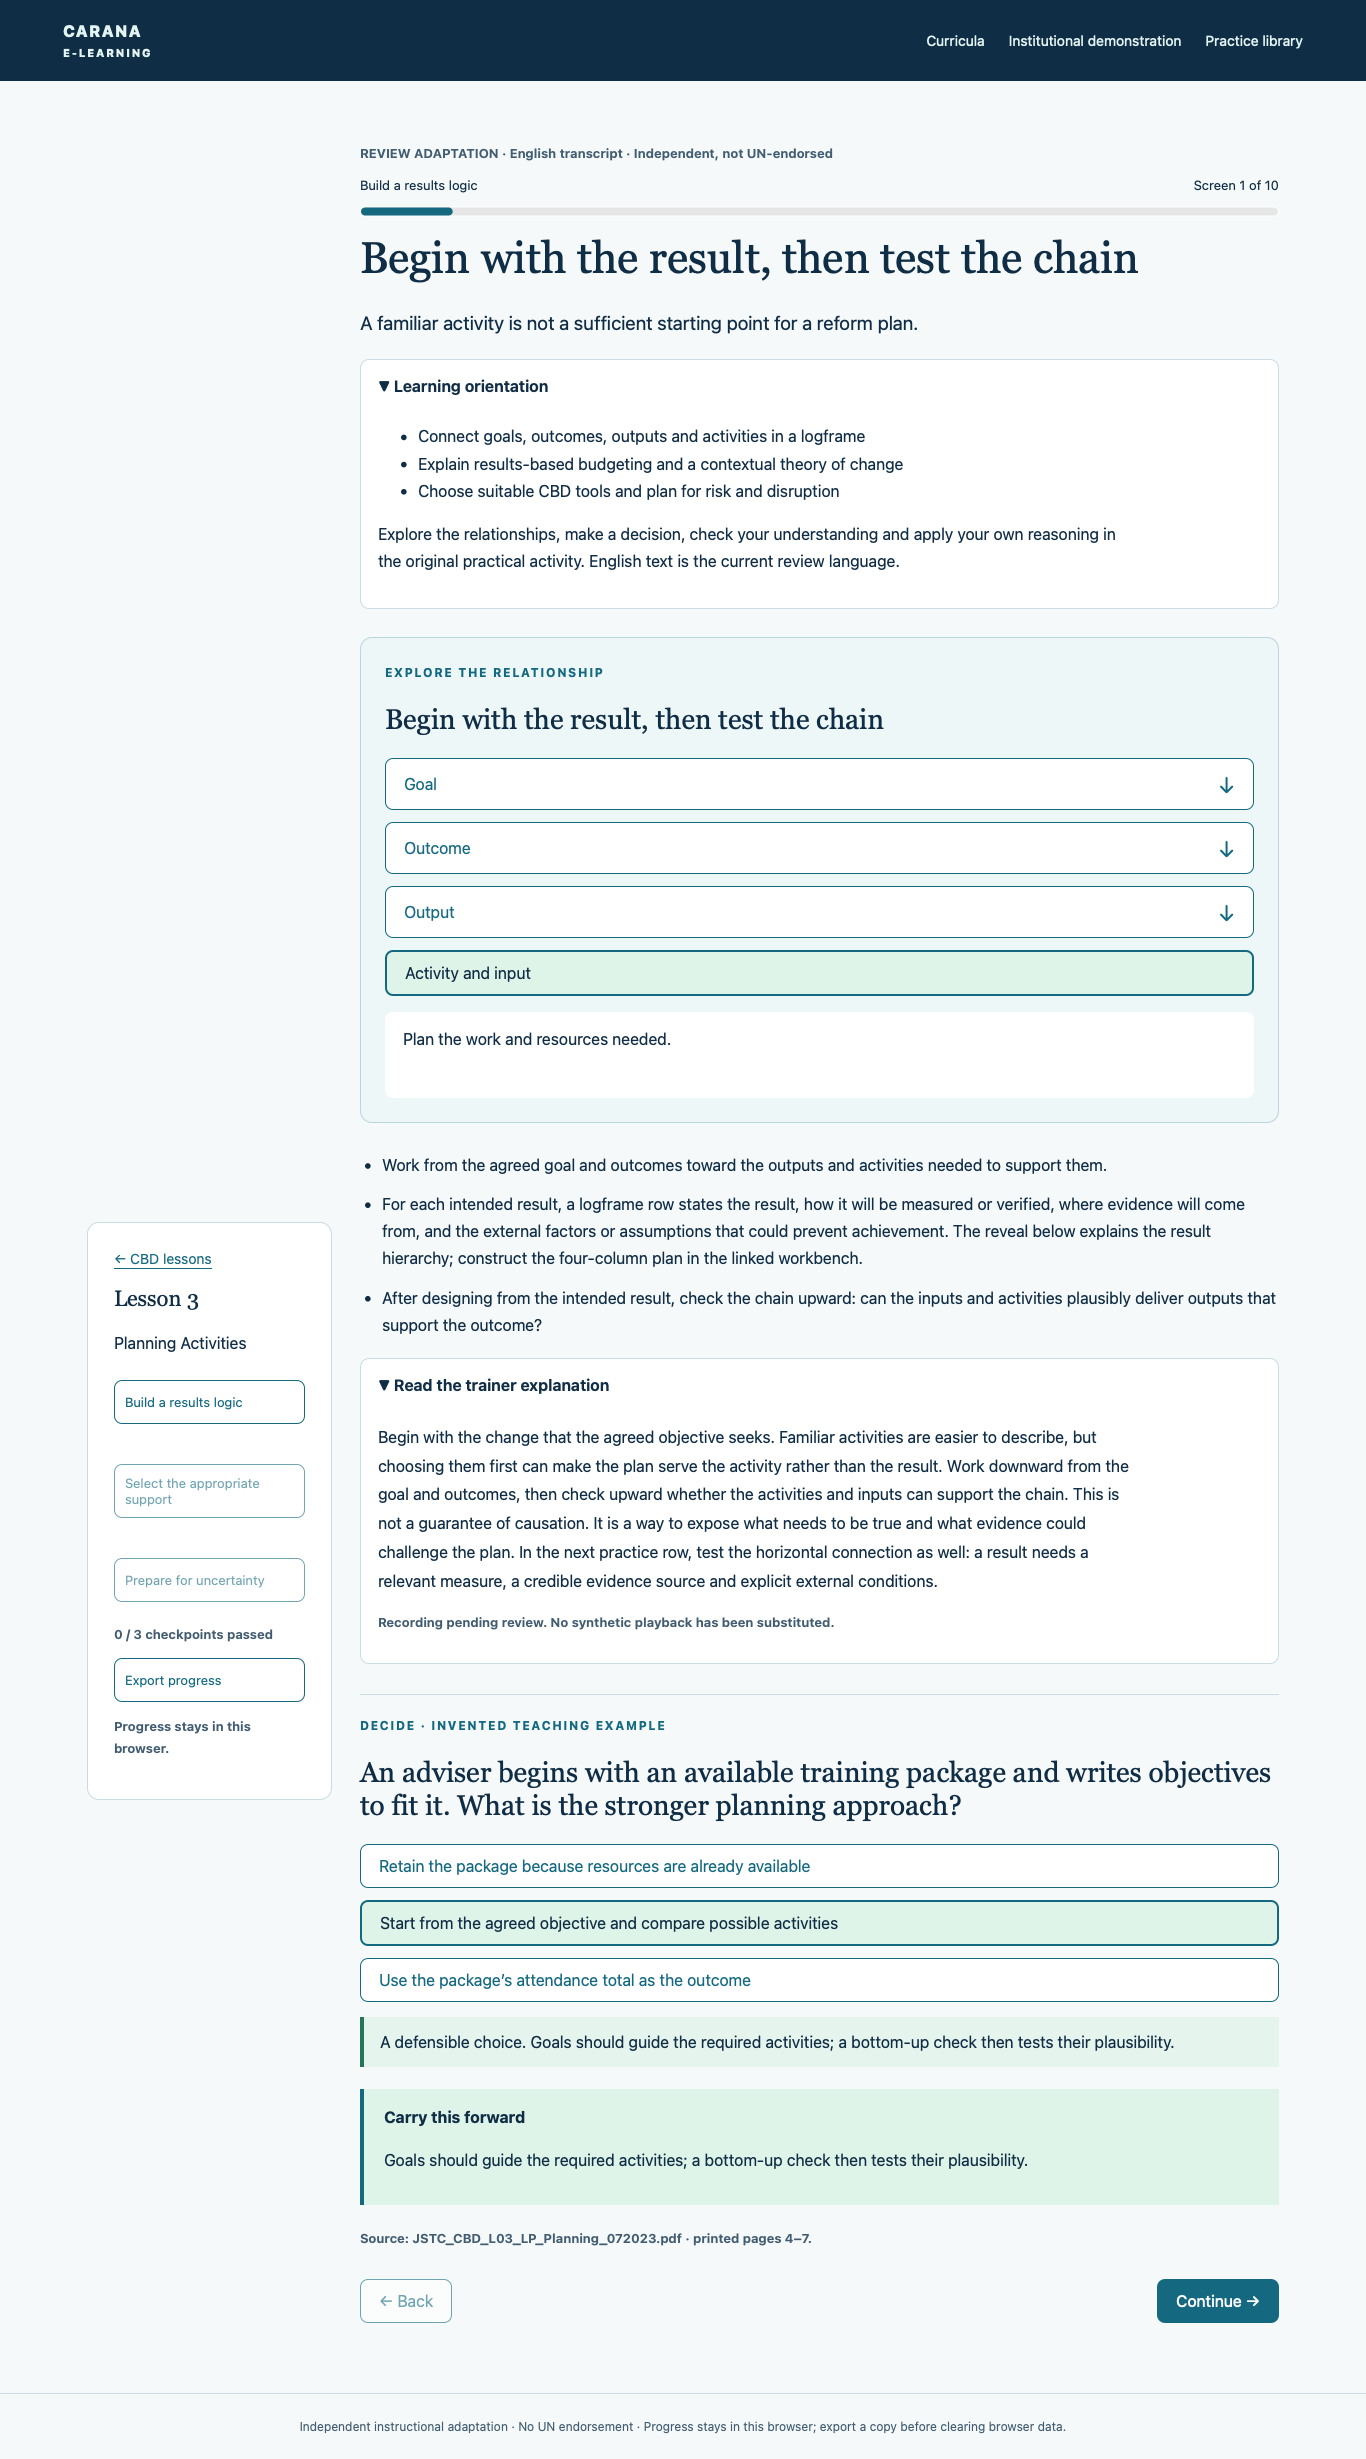 CARANA
E-LEARNING
Curricula
Institutional demonstration
Practice library
REVIEW ADAPTATION · English transcript · Independent, not UN-endorsed
Build a results logic
Screen 1 of 10
Begin with the result, then test the chain
A familiar activity is not a sufficient starting point for a reform plan.
▼ Learning orientation
• Connect goals, outcomes, outputs and activities in a logframe
• Explain results-based budgeting and a contextual theory of change
• Choose suitable CBD tools and plan for risk and disruption
Explore the relationships, make a decision, check your understanding and apply your own reasoning in
the original practical activity. English text is the current review language.
EXPLORE THE RELATIONSHIP
Begin with the result, then test the chain
Goal ↓
Outcome ↓
Output ↓
Activity and input
Plan the work and resources needed.
• Work from the agreed goal and outcomes toward the outputs and activities needed to support them.
• For each intended result, a logframe row states the result, how it will be measured or verified, where evidence will come
from, and the external factors or assumptions that could prevent achievement. The reveal below explains the result
hierarchy; construct the four-column plan in the linked workbench.
• After designing from the intended result, check the chain upward: can the inputs and activities plausibly deliver outputs that
support the outcome?
← CBD lessons
Lesson 3
Planning Activities
Build a results logic
Select the appropriate
support
Prepare for uncertainty
0 / 3 checkpoints passed
Export progress
Progress stays in this
browser.
▼ Read the trainer explanation
Begin with the change that the agreed objective seeks. Familiar activities are easier to describe, but
choosing them first can make the plan serve the activity rather than the result. Work downward from the
goal and outcomes, then check upward whether the activities and inputs can support the chain. This is
not a guarantee of causation. It is a way to expose what needs to be true and what evidence could
challenge the plan. In the next practice row, test the horizontal connection as well: a result needs a
relevant measure, a credible evidence source and explicit external conditions.
Recording pending review. No synthetic playback has been substituted.
DECIDE · INVENTED TEACHING EXAMPLE
An adviser begins with an available training package and writes objectives
to fit it. What is the stronger planning approach?
Retain the package because resources are already available
Start from the agreed objective and compare possible activities
Use the package’s attendance total as the outcome
A defensible choice. Goals should guide the required activities; a bottom-up check then tests their plausibility.
Carry this forward
Goals should guide the required activities; a bottom-up check then tests their plausibility.
Source: JSTC_CBD_L03_LP_Planning_072023.pdf · printed pages 4–7.
← Back
Continue →
Independent instructional adaptation · No UN endorsement · Progress stays in this browser; export a copy before clearing browser data.